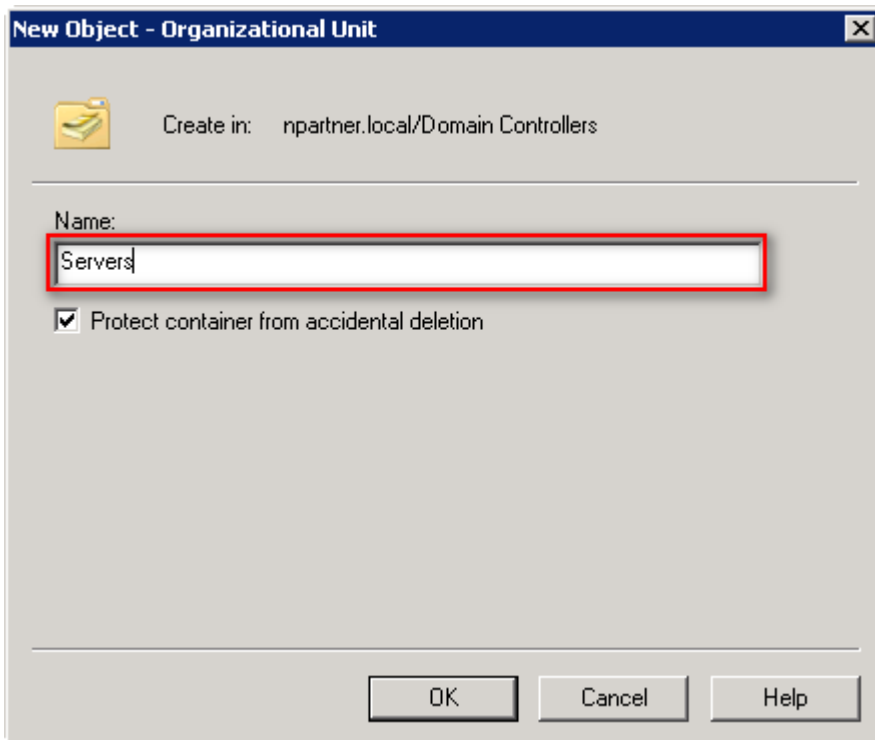 New Object - Organizational Unit
Create in: npartner.local/Domain Controllers
Name:
Servers
Protect container from accidental deletion
OK Cancel Help